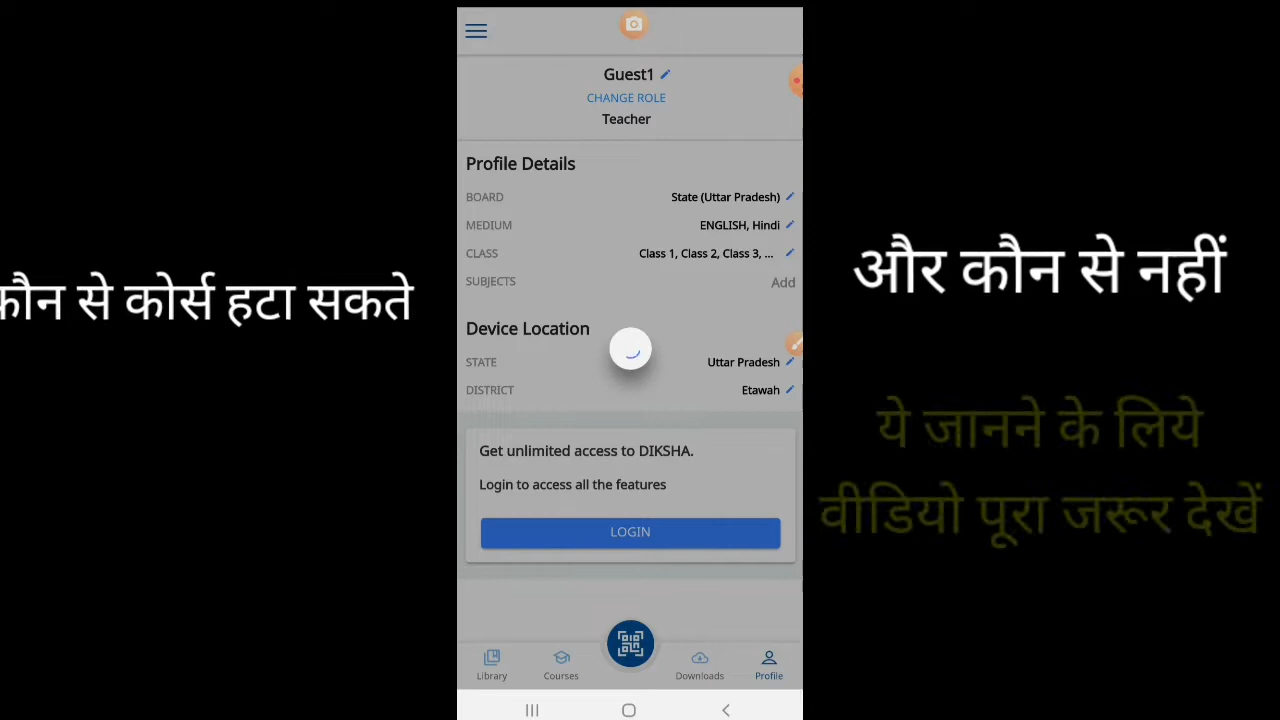 Guest1
CHANGE ROLE
Teacher
Profile Details
BOARD State (Uttar Pradesh)
MEDIUM ENGLISH, Hindi
CLASS Class 1, Class 2, Class 3, ...
SUBJECTS Add
Device Location
STATE Uttar Pradesh
DISTRICT Etawah
Get unlimited access to DIKSHA.
Login to access all the features
LOGIN
Library Courses Downloads Profile
कौन से कोर्स हटा सकते
और कौन से नहीं
ये जानने के लिये
वीडियो पूरा जरूर देखें